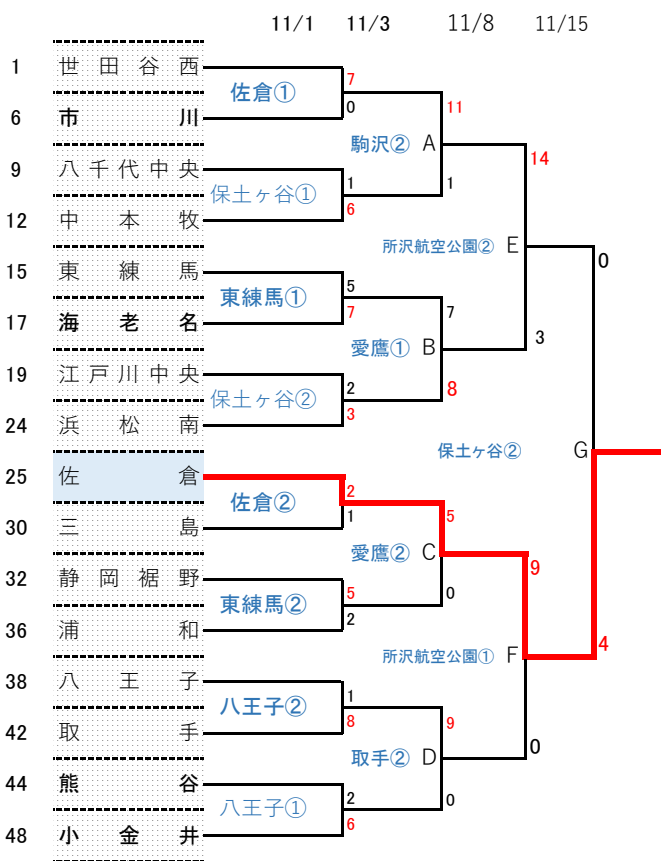 11/1 11/3 11/8 11/15
1 世田谷西
7
佐倉①
0
11
6 市川
駒沢② A
14
9 八千代中央
1
保土ヶ谷①
1
6
12 中本牧
所沢航空公園② E
0
15 東練馬
5
東練馬①
7
7
17 海老名
愛鷹① B
3
19 江戸川中央
2
8
保土ヶ谷②
3
24 浜松南
保土ヶ谷② G
25 佐倉
2
佐倉②
1
5
30 三島
愛鷹② C
9
32 静岡裾野
5
0
東練馬②
2
36 浦和
所沢航空公園① F
4
38 八王子
1
八王子②
8
9
42 取手
取手② D
0
44 熊谷
2
0
八王子①
6
48 小金井